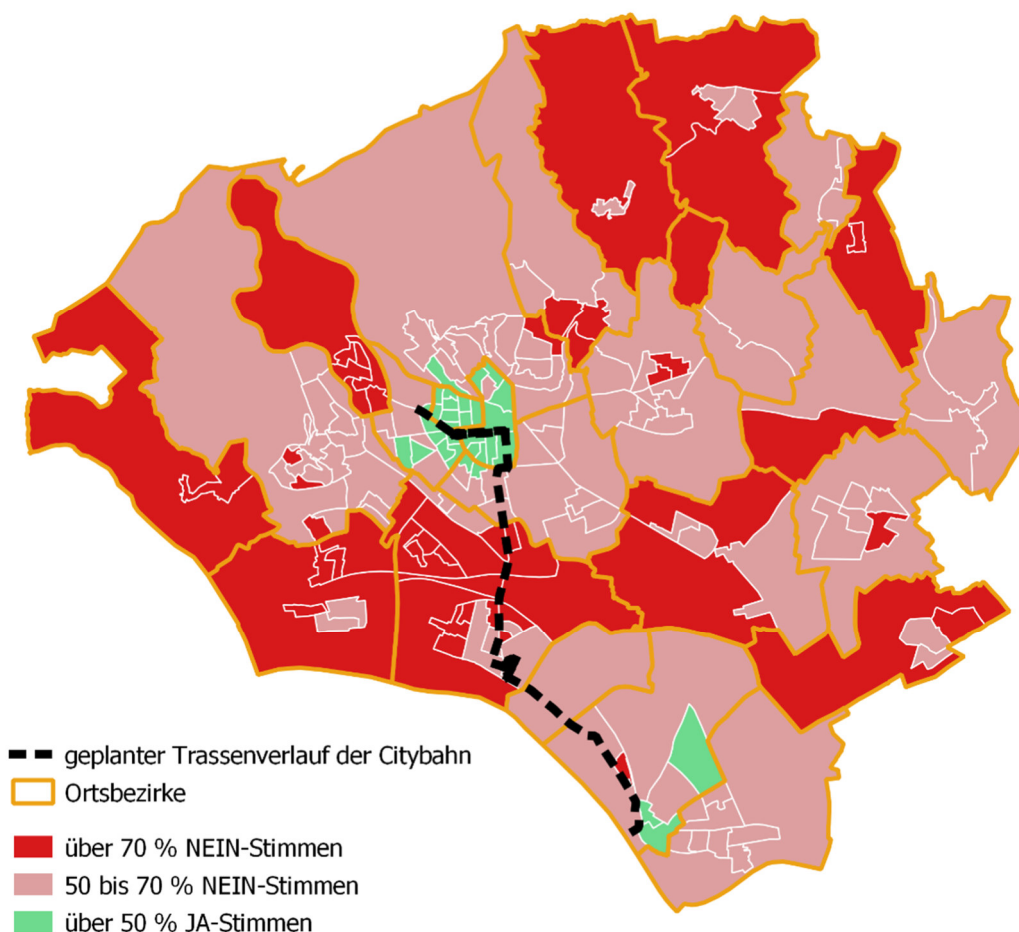 geplanter Trassenverlauf der Citybahn
Ortsbezirke
über 70 % NEIN-Stimmen
50 bis 70 % NEIN-Stimmen
über 50 % JA-Stimmen